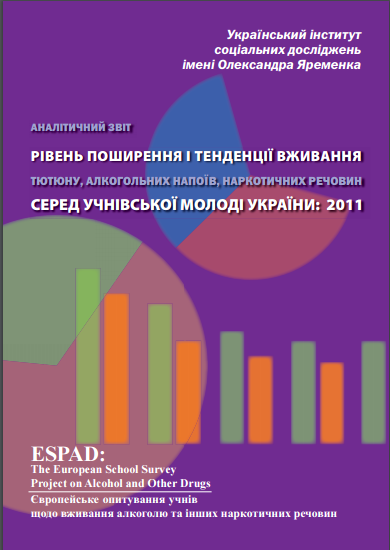 Український інститут
соціальних досліджень
імені Олександра Яременка
АНАЛІТИЧНИЙ ЗВІТ
РІВЕНЬ ПОШИРЕННЯ І ТЕНДЕНЦІЇ ВЖИВАННЯ
ТЮТЮНУ, АЛКОГОЛЬНИХ НАПОЇВ, НАРКОТИЧНИХ РЕЧОВИН
СЕРЕД УЧНІВСЬКОЇ МОЛОДІ УКРАЇНИ: 2011
ESPAD:
The European School Survey
Project on Alcohol and Other Drugs
Європейське опитування учнів
щодо вживання алкоголю та інших наркотичних речовин